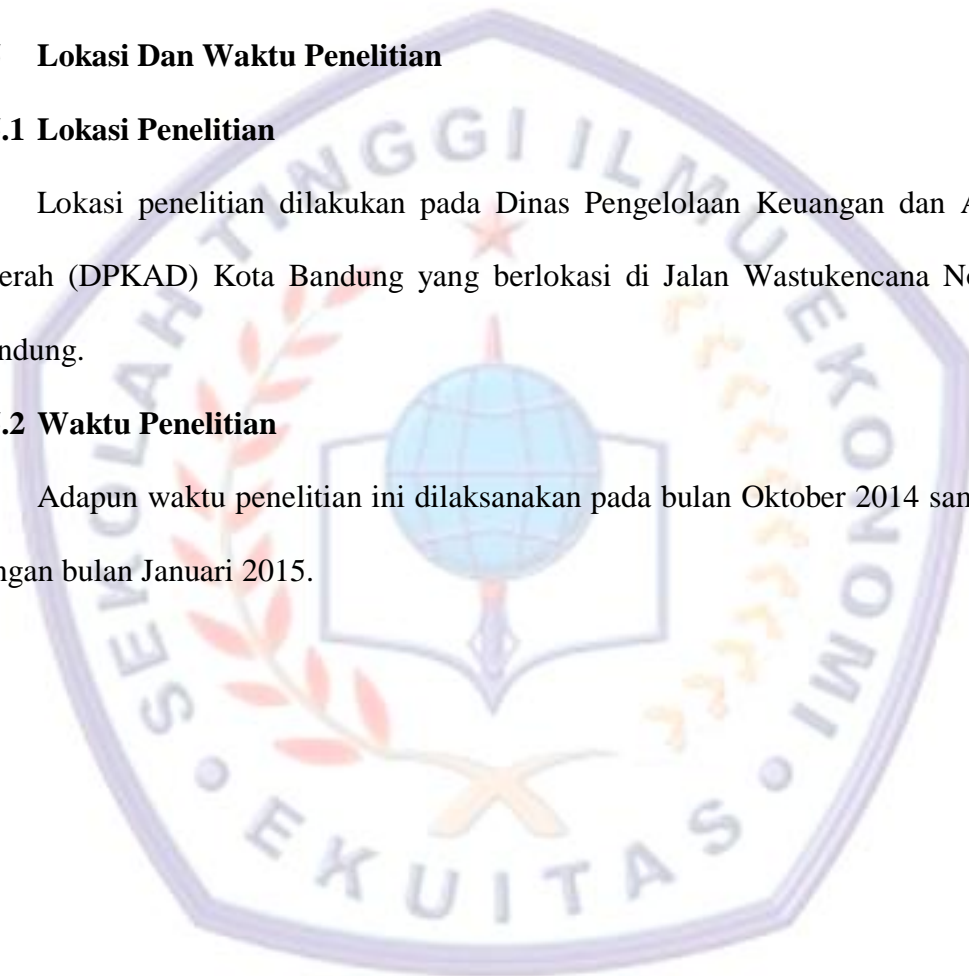 Lokasi Dan Waktu Penelitian
.1 Lokasi Penelitian
Lokasi penelitian dilakukan pada Dinas Pengelolaan Keuangan dan
erah (DPKAD) Kota Bandung yang berlokasi di Jalan Wastukencana
ndung.
.2 Waktu Penelitian
Adapun waktu penelitian ini dilaksanakan pada bulan Oktober 2014
ngan bulan Januari 2015.
SEKOLAH TINGGI ILMU EKONOMI
EKUITAS